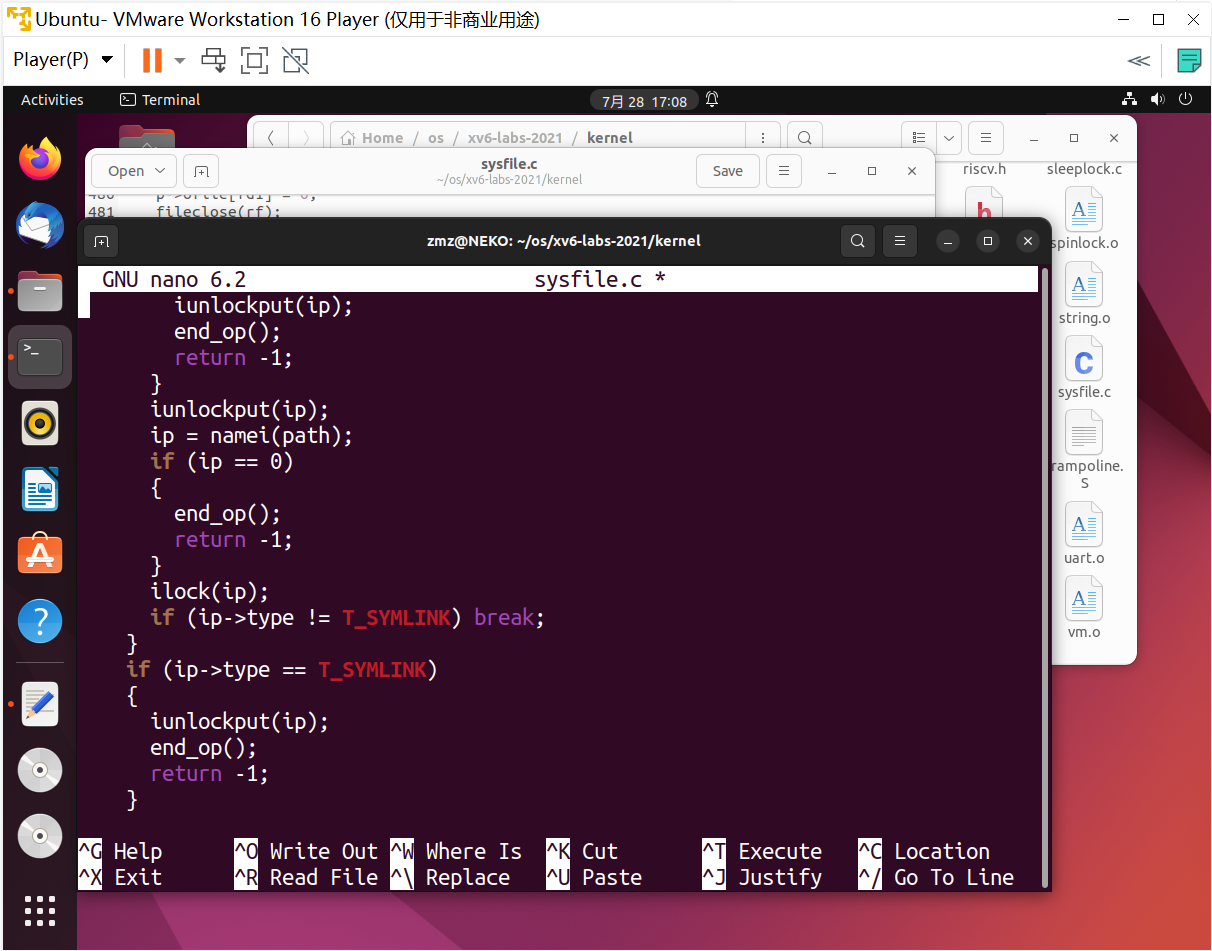 Ubuntu- VMware Workstation 16 Player (仅用于非商业用途)
Player(P)
Activities
Terminal
7月 28 17:08
Home / os / xv6-labs-2021 / kernel
Open
sysfile.c
~/os/xv6-labs-2021/kernel
Save
riscv.h
sleeplock.c
481 fileclose(rf);
zmz@NEKO: ~/os/xv6-labs-2021/kernel
GNU nano 6.2 sysfile.c *
iunlockput(ip);
end_op();
return -1;
}
iunlockput(ip);
ip = namei(path);
if (ip == 0)
{
end_op();
return -1;
}
ilock(ip);
if (ip->type != T_SYMLINK) break;
}
if (ip->type == T_SYMLINK)
{
iunlockput(ip);
end_op();
return -1;
}
^G Help ^O Write Out ^W Where Is ^K Cut ^T Execute ^C Location
^X Exit ^R Read File ^\ Replace ^U Paste ^J Justify ^/ Go To Line
spinlock.o
string.o
sysfile.c
rampoline.
S
uart.o
vm.o